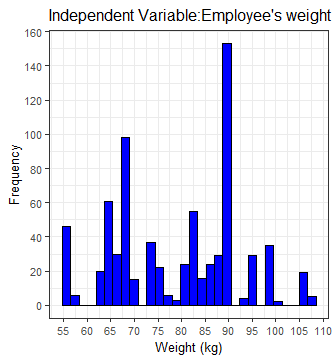 Independent Variable:Employee's weight
160
140
120
100
80
60
40
20
0
Frequency
55 60 65 70 75 80 85 90 95 100 105 110
Weight (kg)